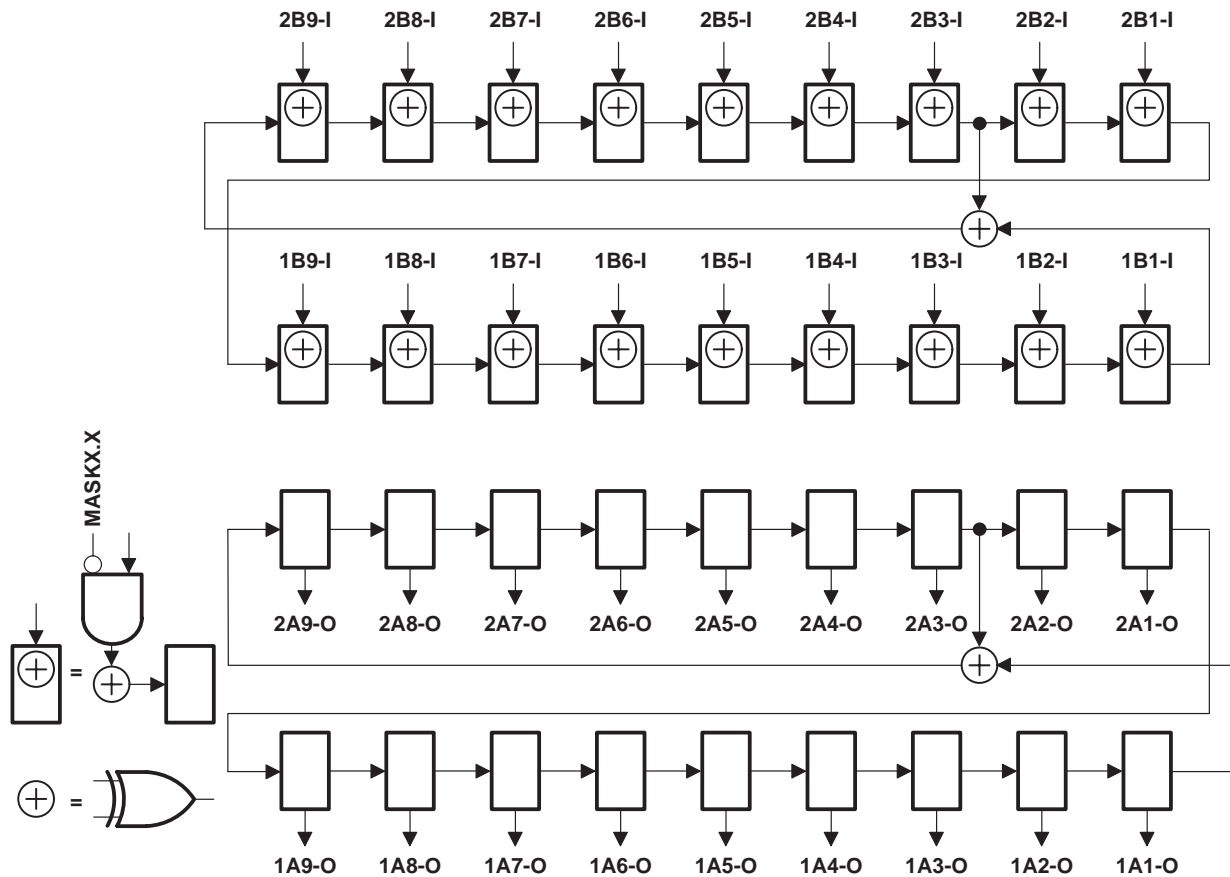 2B9-I 2B8-I 2B7-I 2B6-I 2B5-I 2B4-I 2B3-I 2B2-I 2B1-I
1B9-I 1B8-I 1B7-I 1B6-I 1B5-I 1B4-I 1B3-I 1B2-I 1B1-I
MASKX.X
2A9-O 2A8-O 2A7-O 2A6-O 2A5-O 2A4-O 2A3-O 2A2-O 2A1-O
=
=
1A9-O 1A8-O 1A7-O 1A6-O 1A5-O 1A4-O 1A3-O 1A2-O 1A1-O